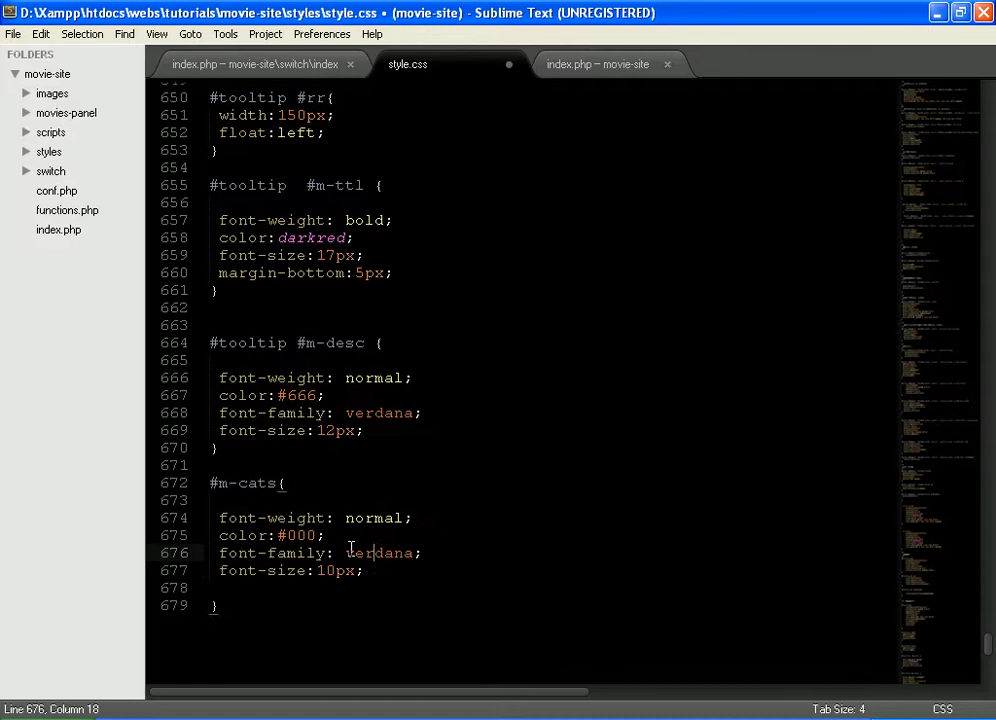 D:\Xampp\htdocs\webs\tutorials\movie-site\styles\style.css • (movie-site) - Sublime Text (UNREGISTERED)
File Edit Selection Find View Goto Tools Project Preferences Help
FOLDERS
movie-site
images
movies-panel
scripts
styles
switch
conf.php
functions.php
index.php
index.php — movie-site\switch\index ×
style.css
index.php — movie-site ×
650 #tooltip #rr{
651 width:150px;
652 float:left;
653 }
654
655 #tooltip  #m-ttl {
656
657 font-weight: bold;
658 color:darkred;
659 font-size:17px;
660 margin-bottom:5px;
661 }
662
663
664 #tooltip #m-desc {
665
666 font-weight: normal;
667 color:#666;
668 font-family: verdana;
669 font-size:12px;
670 }
671
672 #m-cats{
673
674 font-weight: normal;
675 color:#000;
676 font-family: verdana;
677 font-size:10px;
678
679 }
Line 676, Column 18
Tab Size: 4
CSS